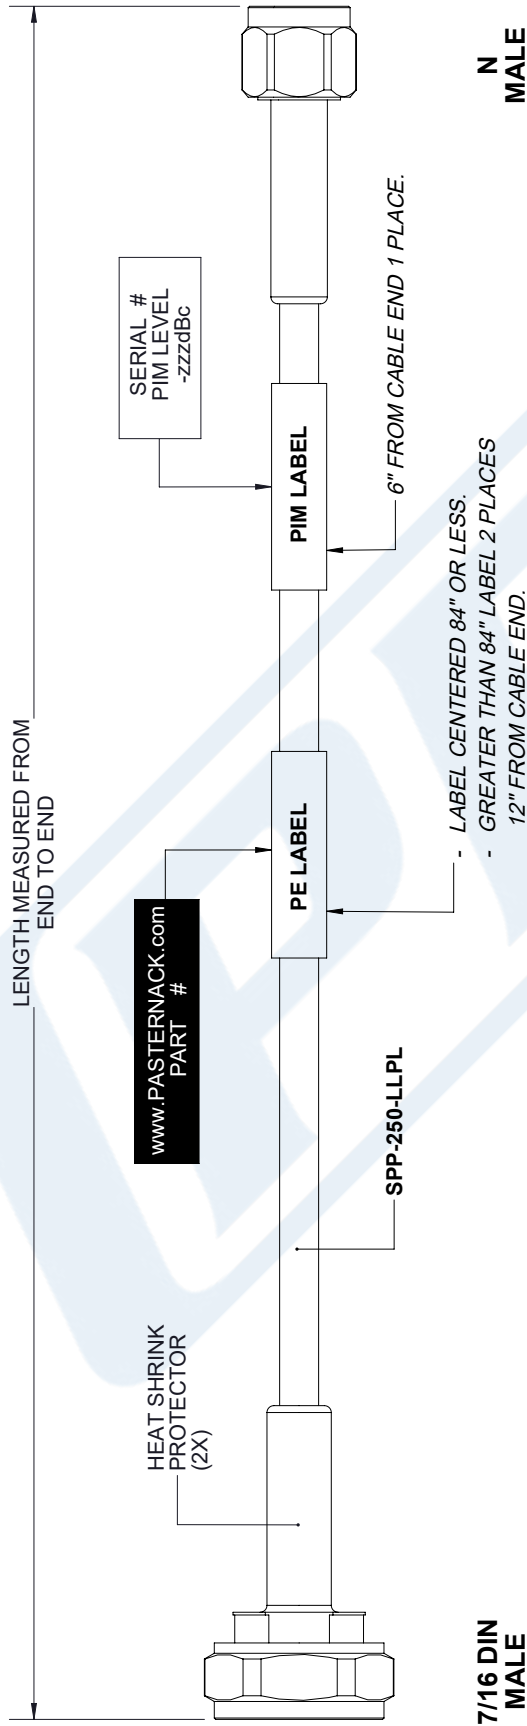 LENGTH MEASURED FROM
END TO END
HEAT SHRINK
PROTECTOR
(2X)
www.PASTERNACK.com
PART #
SERIAL #
PIM LEVEL
-zzzdBc
PE LABEL
PIM LABEL
SPP-250-LLPL
6" FROM CABLE END 1 PLACE.
- LABEL CENTERED 84" OR LESS.
- GREATER THAN 84" LABEL 2 PLACES
12" FROM CABLE END.
7/16 DIN
MALE
N
MALE